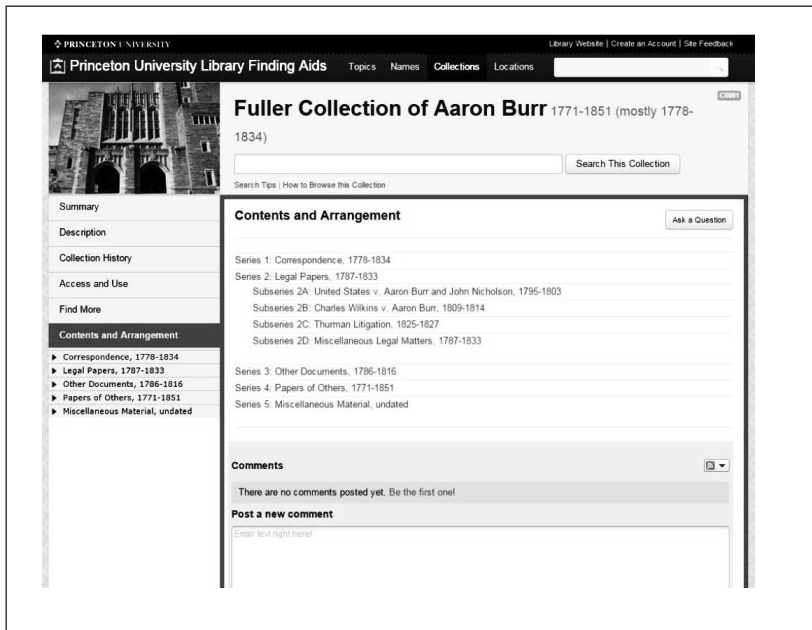 PRINCETON UNIVERSITY
Library Website | Create an Account | Site Feedback
Princeton University Library Finding Aids
Topics Names Collections Locations
Fuller Collection of Aaron Burr 1771-1851 (mostly 1778-
1834)
C0081
Search This Collection
Search Tips | How to Browse this Collection
Summary
Description
Collection History
Access and Use
Find More
Contents and Arrangement
▶ Correspondence, 1778-1834
▶ Legal Papers, 1787-1833
▶ Other Documents, 1786-1816
▶ Papers of Others, 1771-1851
▶ Miscellaneous Material, undated
Contents and Arrangement
Ask a Question
Series 1: Correspondence, 1778-1834
Series 2: Legal Papers, 1787-1833
Subseries 2A: United States v. Aaron Burr and John Nicholson, 1795-1803
Subseries 2B: Charles Wilkins v. Aaron Burr, 1809-1814
Subseries 2C: Thurman Litigation, 1825-1827
Subseries 2D: Miscellaneous Legal Matters, 1787-1833
Series 3: Other Documents, 1786-1816
Series 4: Papers of Others, 1771-1851
Series 5: Miscellaneous Material, undated
Comments
There are no comments posted yet. Be the first one!
Post a new comment
Enter text right here!